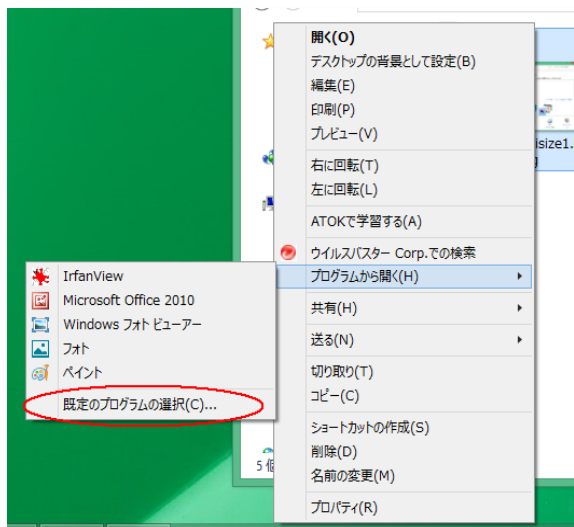 開く(O)
デスクトップの背景として設定(B)
編集(E)
印刷(P)
プレビュー(V)
isize1.
右に回転(T)
左に回転(L)
ATOKで学習する(A)
ウイルスバスター Corp.での検索
プログラムから開く(H)
IrfanView
Microsoft Office 2010
Windows フォト ビューアー
フォト
ペイント
既定のプログラムの選択(C)...
共有(H)
送る(N)
切り取り(T)
コピー(C)
ショートカットの作成(S)
削除(D)
名前の変更(M)
プロパティ(R)
5 個